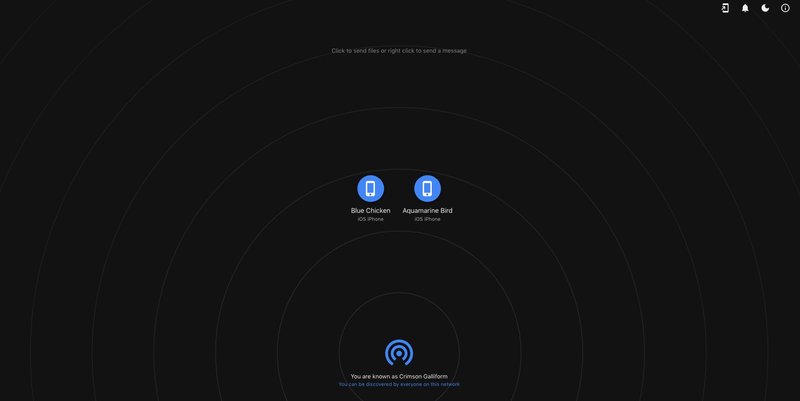 Click to send files or right click to send a message
Blue Chicken
iOS iPhone
Aquamarine Bird
iOS iPhone
You are known as Crimson Galliform
You can be discovered by everyone on this network